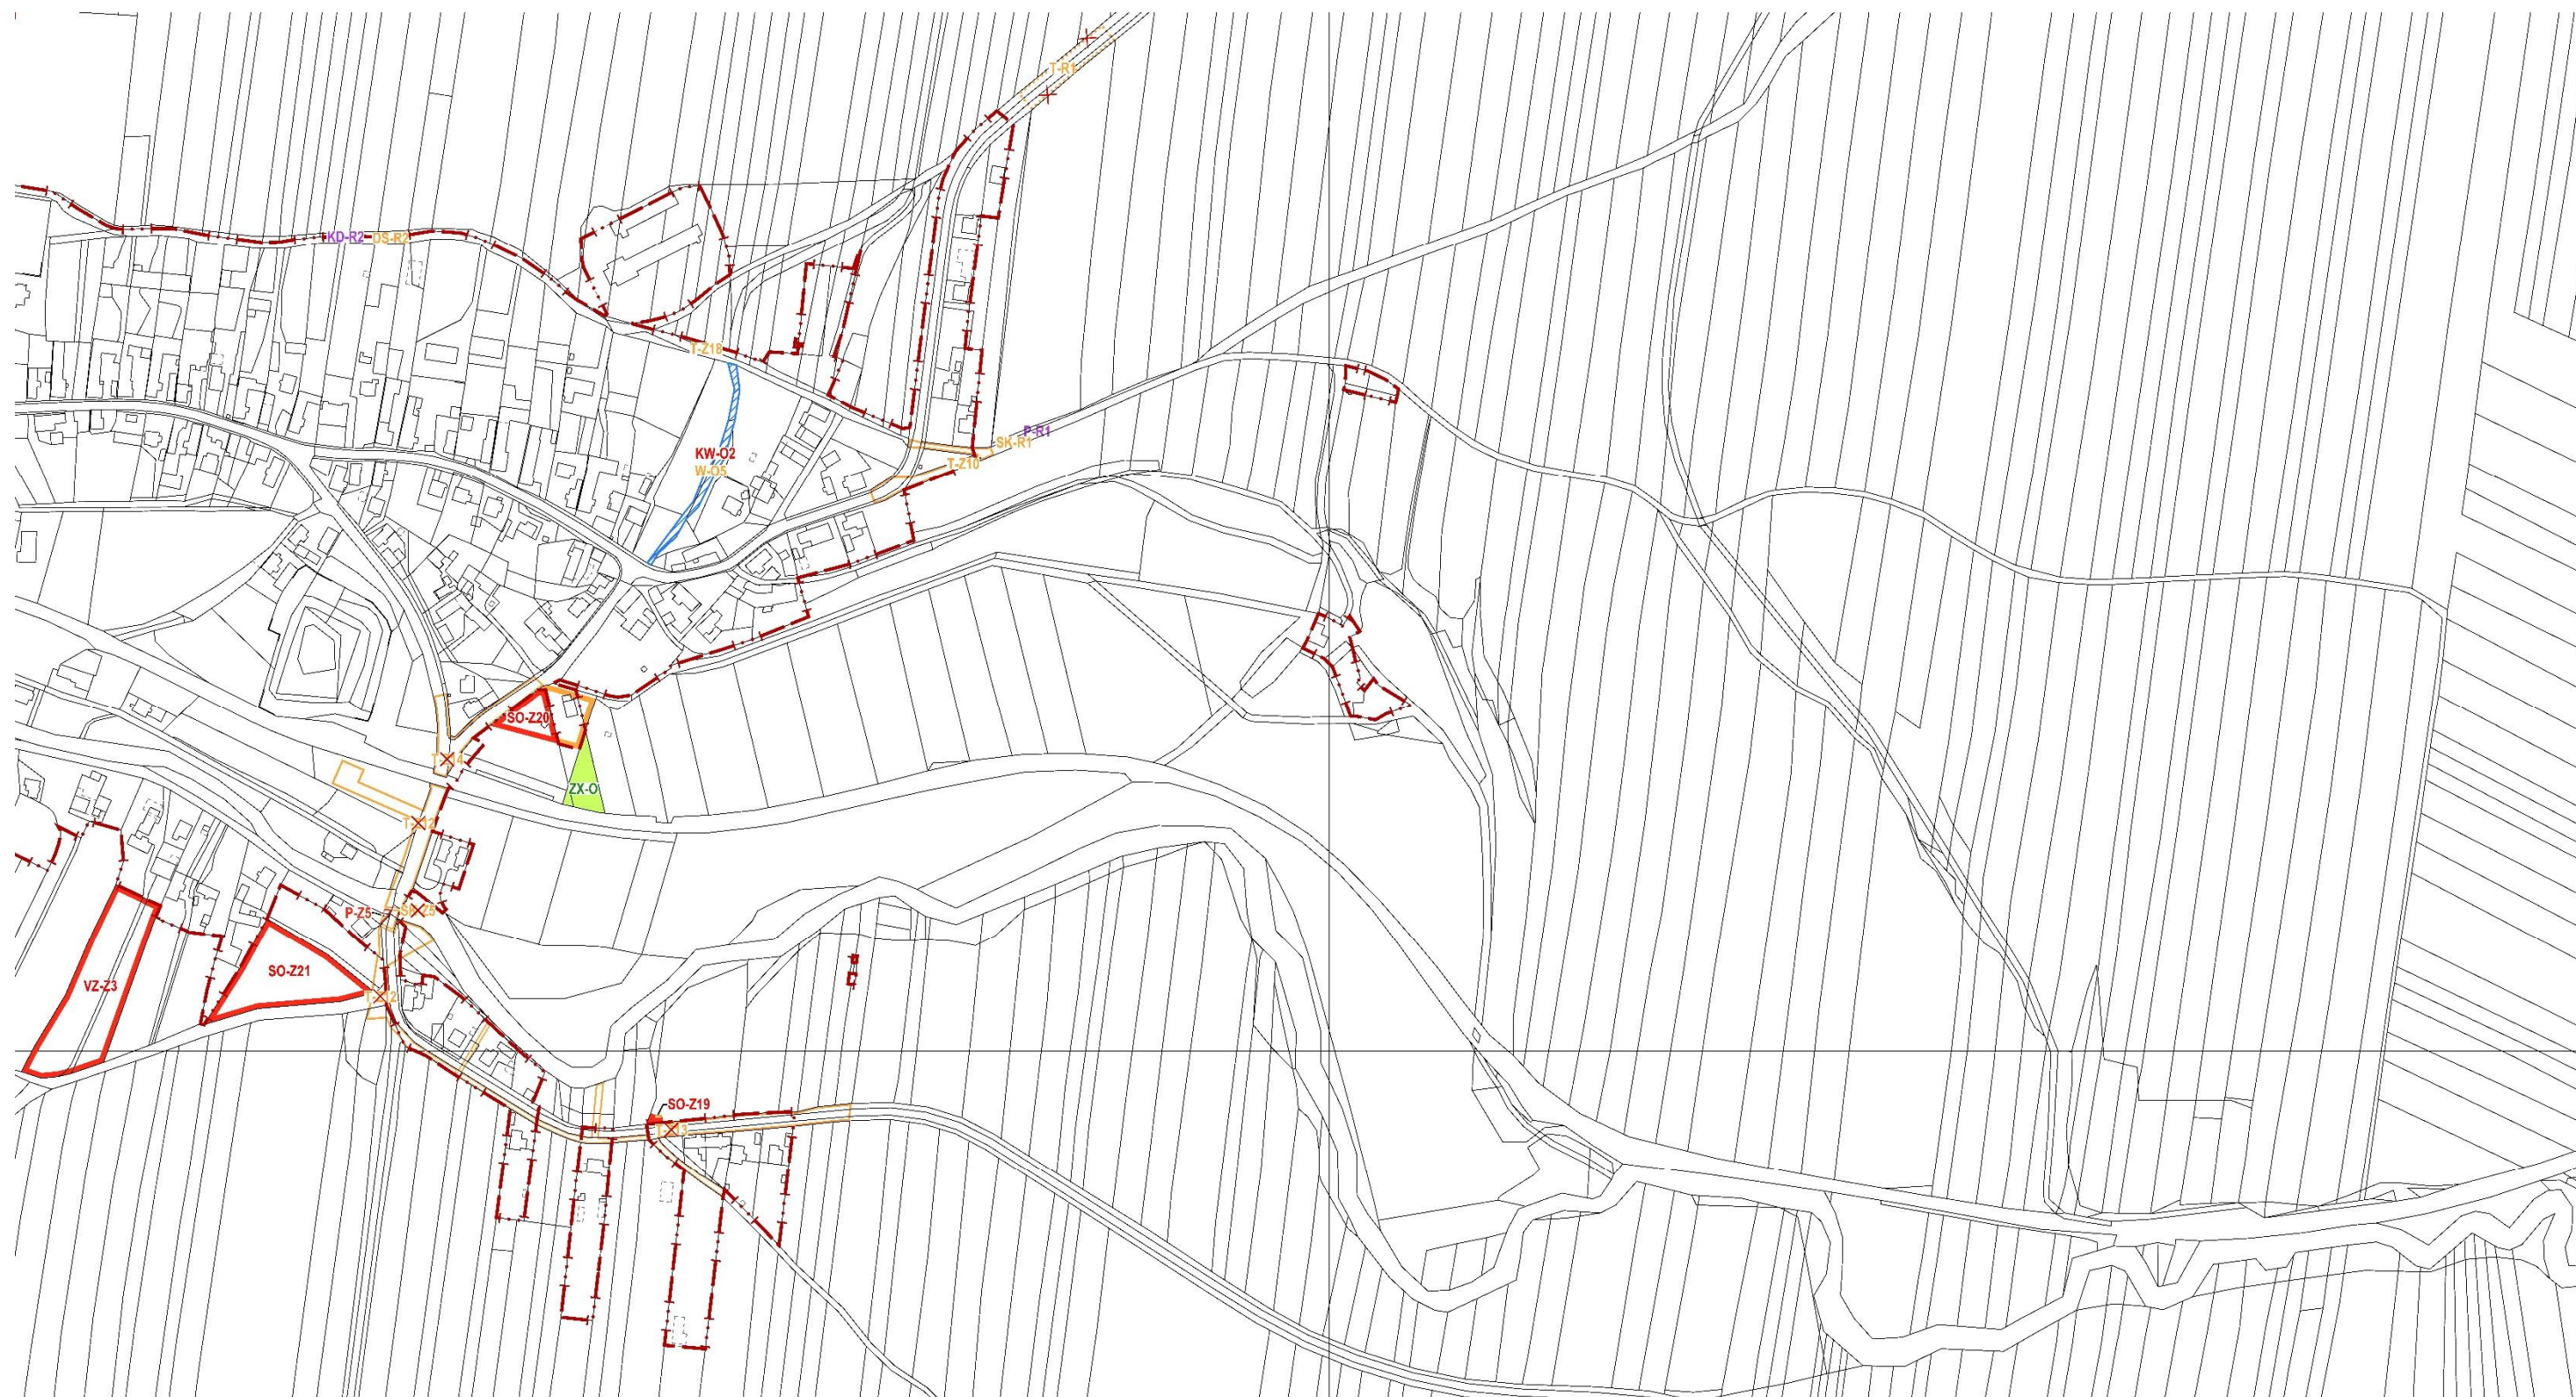 T-R1
KD-R2
DS-R2
T-Z18
P-R1
SK-R1
KW-O2
T-Z10
W-O5
SO-Z20
ZX-O
P-Z5
SO-Z21
VZ-Z3
SO-Z19